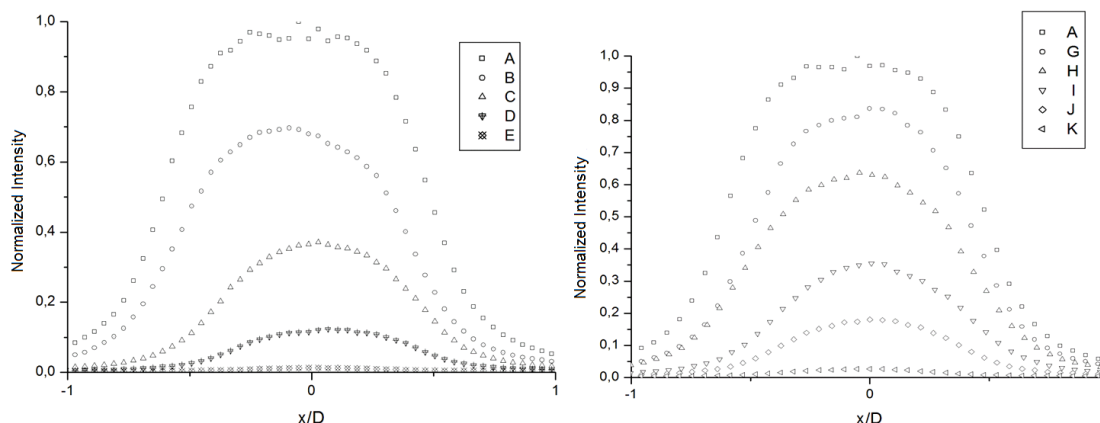 1,0
0,8
0,6
0,4
0,2
0,0
Normalized Intensity
-1
0
1
x/D
A
B
C
D
E
1,0
0,9
0,8
0,7
0,6
0,5
0,4
0,3
0,2
0,1
0,0
Normalized Intensity
-1
0
x/D
A
G
H
I
J
K